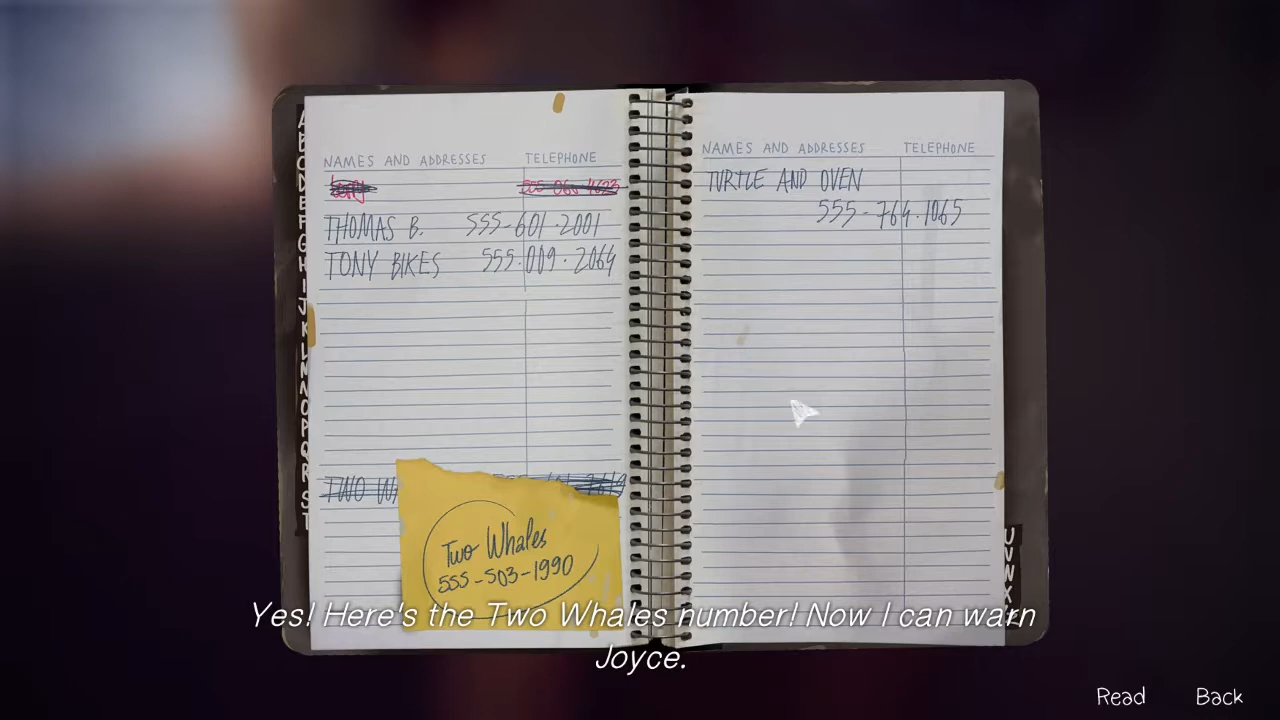 NAMES AND ADDRESSES TELEPHONE
THOMAS B. 555-601-2001
TONY BIKES 555-009-2064
TWO
Two Whales
555-503-1990
NAMES AND ADDRESSES TELEPHONE
TURTLE AND OVEN
555-764-1065
Yes! Here's the Two Whales number! Now I can warn
Joyce.
Read Back